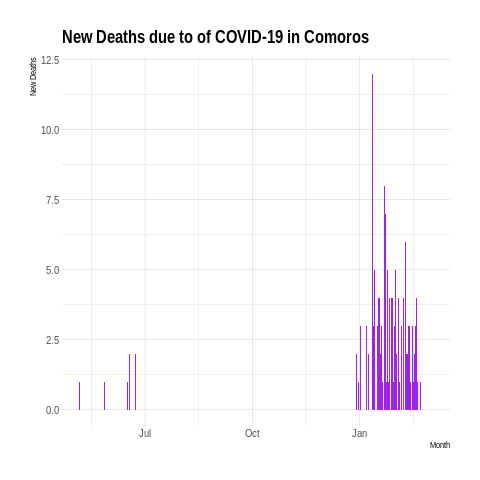 New Deaths due to of COVID-19 in Comoros
New Deaths
12.5
10.0
7.5
5.0
2.5
0.0
Jul
Oct
Jan
Month